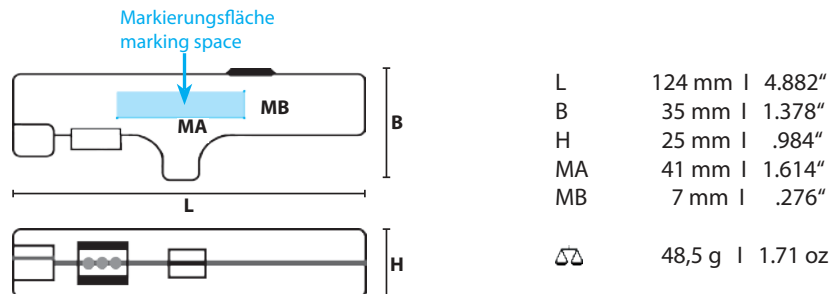 Markierungsfläche
marking space
MA
MB
B
L
H
L 124 mm I 4.882“
B 35 mm I 1.378“
H 25 mm I .984“
MA 41 mm I 1.614“
MB 7 mm I .276“
48,5 g I 1.71 oz